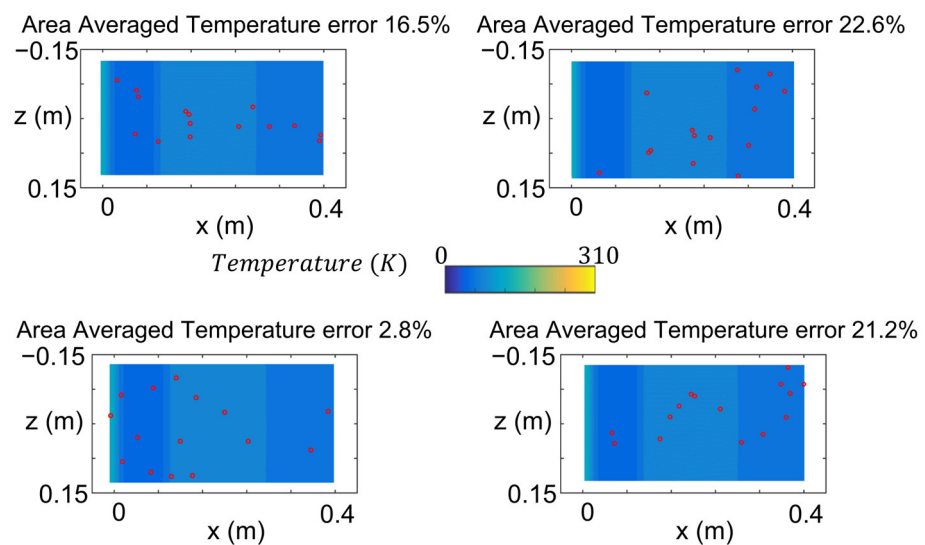 Area Averaged Temperature error 16.5%
Area Averaged Temperature error 22.6%
−0.15
−0.15
z (m)
z (m)
0.15
0.15
0
0.4
0
0.4
x (m)
x (m)
Temperature (K)
0
310
Area Averaged Temperature error 2.8%
Area Averaged Temperature error 21.2%
−0.15
−0.15
z (m)
z (m)
0.15
0.15
0
0.4
0
0.4
x (m)
x (m)